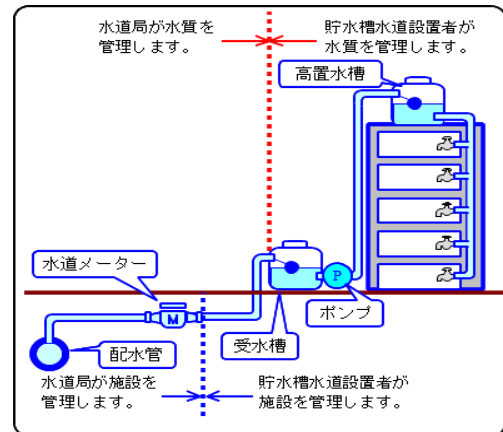 水道局が水質を
管理します。
貯水槽水道設置者が
水質を管理します。
高置水槽
水道メーター
P
ポンプ
M
受水槽
配水管
水道局が施設を
管理します。
貯水槽水道設置者が
施設を管理します。